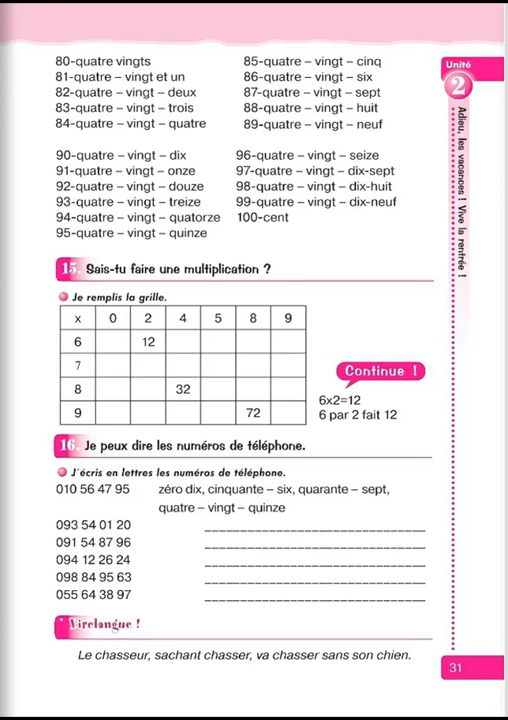 80-quatre vingts
81-quatre – vingt et un
82-quatre – vingt – deux
83-quatre – vingt – trois
84-quatre – vingt – quatre
85-quatre – vingt – cinq
86-quatre – vingt – six
87-quatre – vingt – sept
88-quatre – vingt – huit
89-quatre – vingt – neuf
90-quatre – vingt – dix
91-quatre – vingt – onze
92-quatre – vingt – douze
93-quatre – vingt – treize
94-quatre – vingt – quatorze
95-quatre – vingt – quinze
96-quatre – vingt – seize
97-quatre – vingt – dix-sept
98-quatre – vingt – dix-huit
99-quatre – vingt – dix-neuf
100-cent
Unité
2
Adieu, les vacances ! Vive la rentrée !
15. Sais-tu faire une multiplication ?
Je remplis la grille.
x 0 2 4 5 8 9
6 12
7
8 32
9 72
Continue !
6x2=12
6 par 2 fait 12
16. Je peux dire les numéros de téléphone.
J'écris en lettres les numéros de téléphone.
010 56 47 95 zéro dix, cinquante – six, quarante – sept,
quatre – vingt – quinze
093 54 01 20
091 54 87 96
094 12 26 24
098 84 95 63
055 64 38 97
Virelangue !
Le chasseur, sachant chasser, va chasser sans son chien.
31